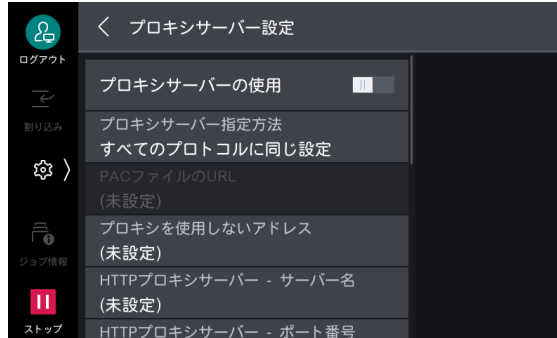 プロキシサーバー設定
ログアウト
プロキシサーバーの使用
割り込み
プロキシサーバー指定方法
すべてのプロトコルに同じ設定
PACファイルのURL
(未設定)
プロキシを使用しないアドレス
(未設定)
ジョブ情報
HTTPプロキシサーバー - サーバー名
(未設定)
ストップ
HTTPプロキシサーバー - ポート番号